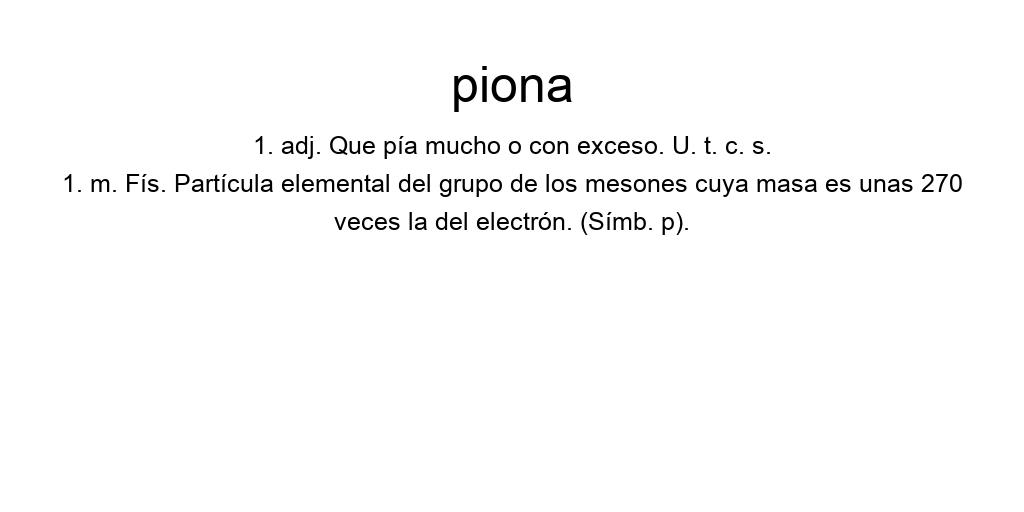 piona
1. adj. Que pía mucho o con exceso. U. t. c. s.
1. m. Fís. Partícula elemental del grupo de los mesones cuya masa es unas 270
veces la del electrón. (Símb. p).